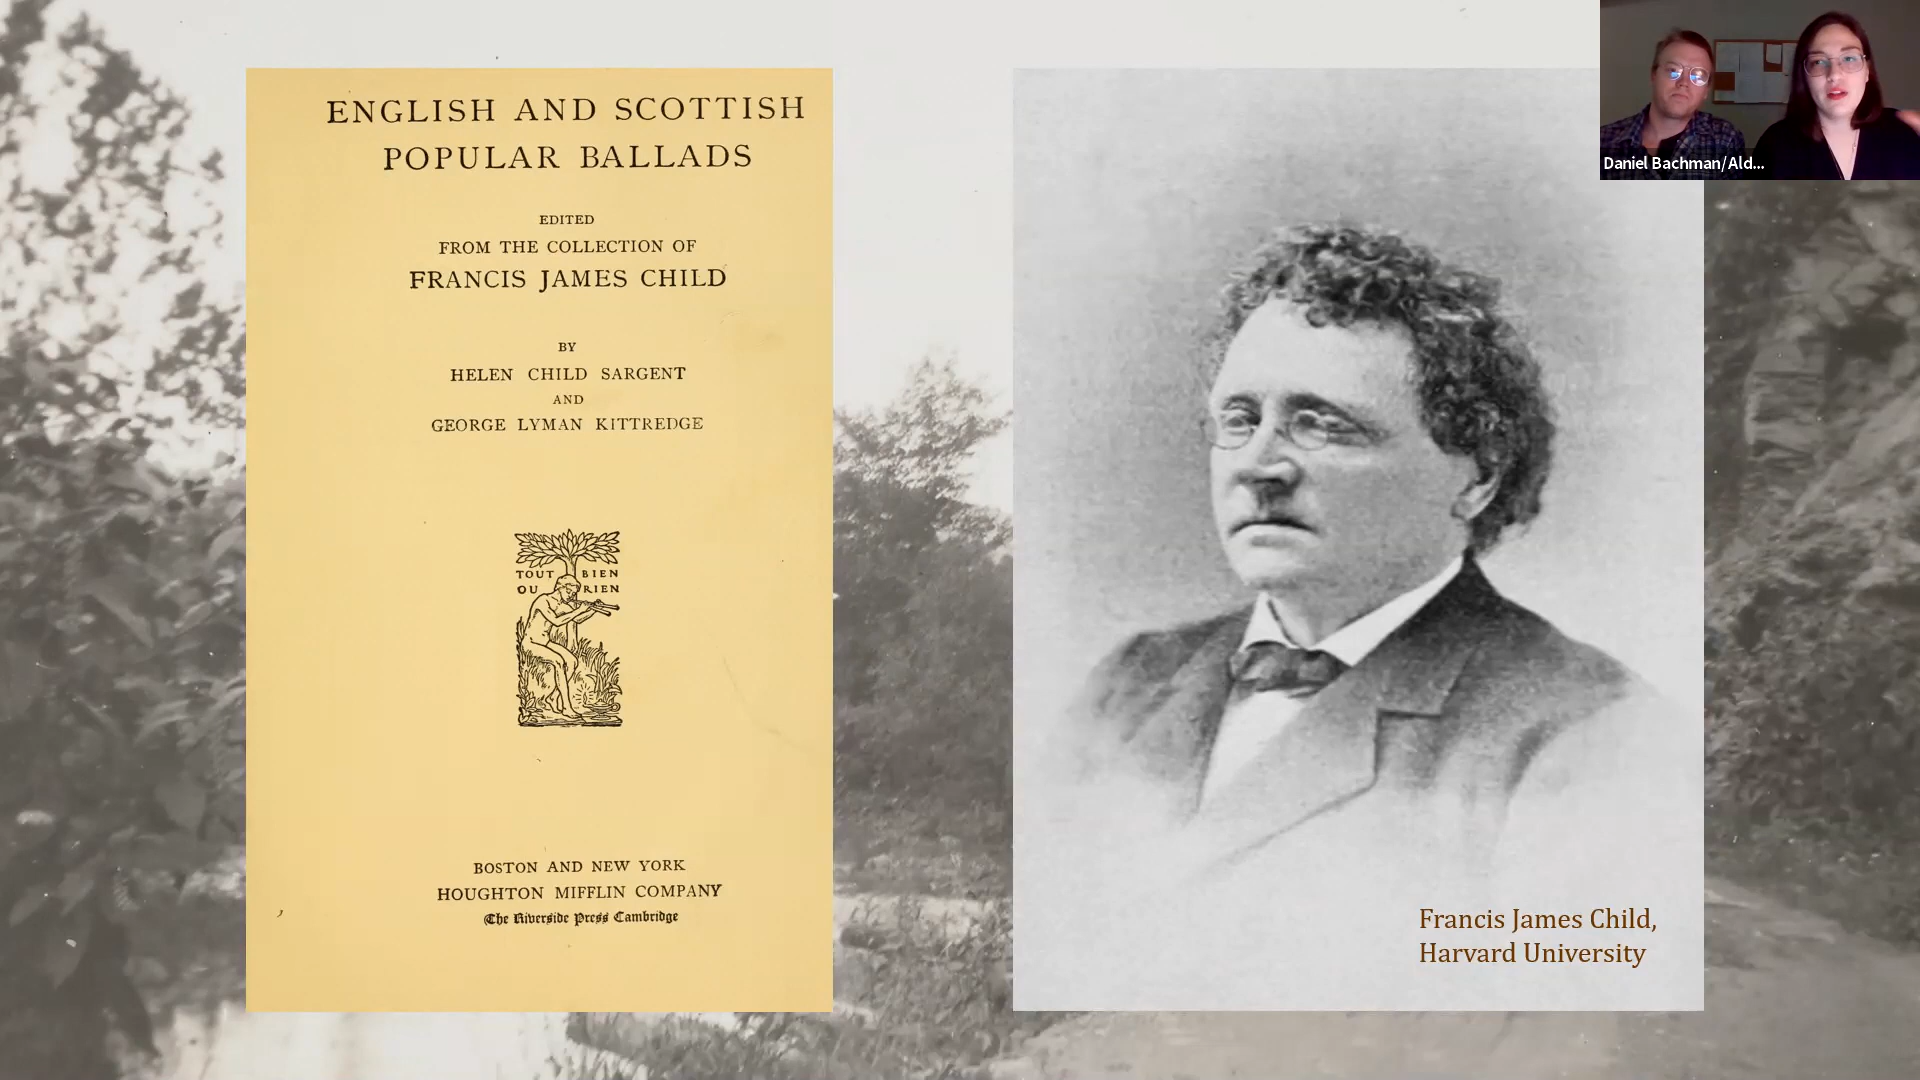 ENGLISH AND SCOTTISH
POPULAR BALLADS
EDITED
FROM THE COLLECTION OF
FRANCIS JAMES CHILD
BY
HELEN CHILD SARGENT
AND
GEORGE LYMAN KITTREDGE
TOUT BIEN
OU RIEN
BOSTON AND NEW YORK
HOUGHTON MIFFLIN COMPANY
The Riverside Press Cambridge
Francis James Child,
Harvard University
Daniel Bachman/Ald...